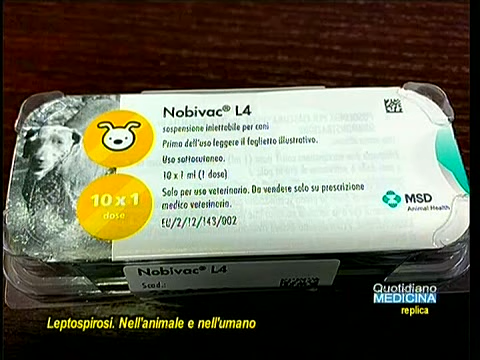 Nobivac® L4
sospensione iniettabile per cani
Prima dell'uso leggere il foglietto illustrativo.
Uso sottocutaneo.
10 x 1 ml (1 dose)
Solo per uso veterinario. Da vendere solo su prescrizione
medico veterinaria.
EU/2/12/143/002
10 x 1
dose
MSD
Animal Health
Nobivac® L4
Scad.:
Quotidiano
MEDICINA
replica
Leptospirosi. Nell'animale e nell'umano